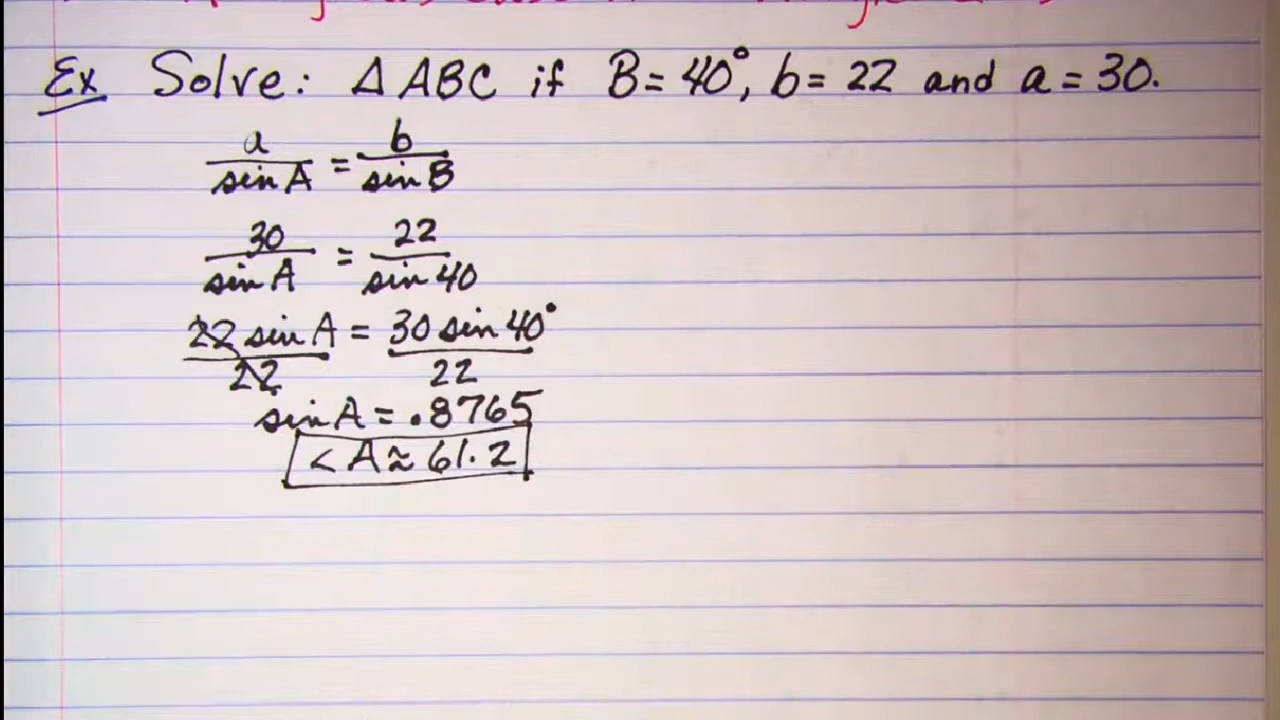 Ex Solve: △ABC if B = 40°, b = 22 and a = 30.
a/sin A = b/sin B
30/sin A = 22/sin 40
22 sin A/22 = 30 sin 40°/22
sin A = .8765
< A ≈ 61.2